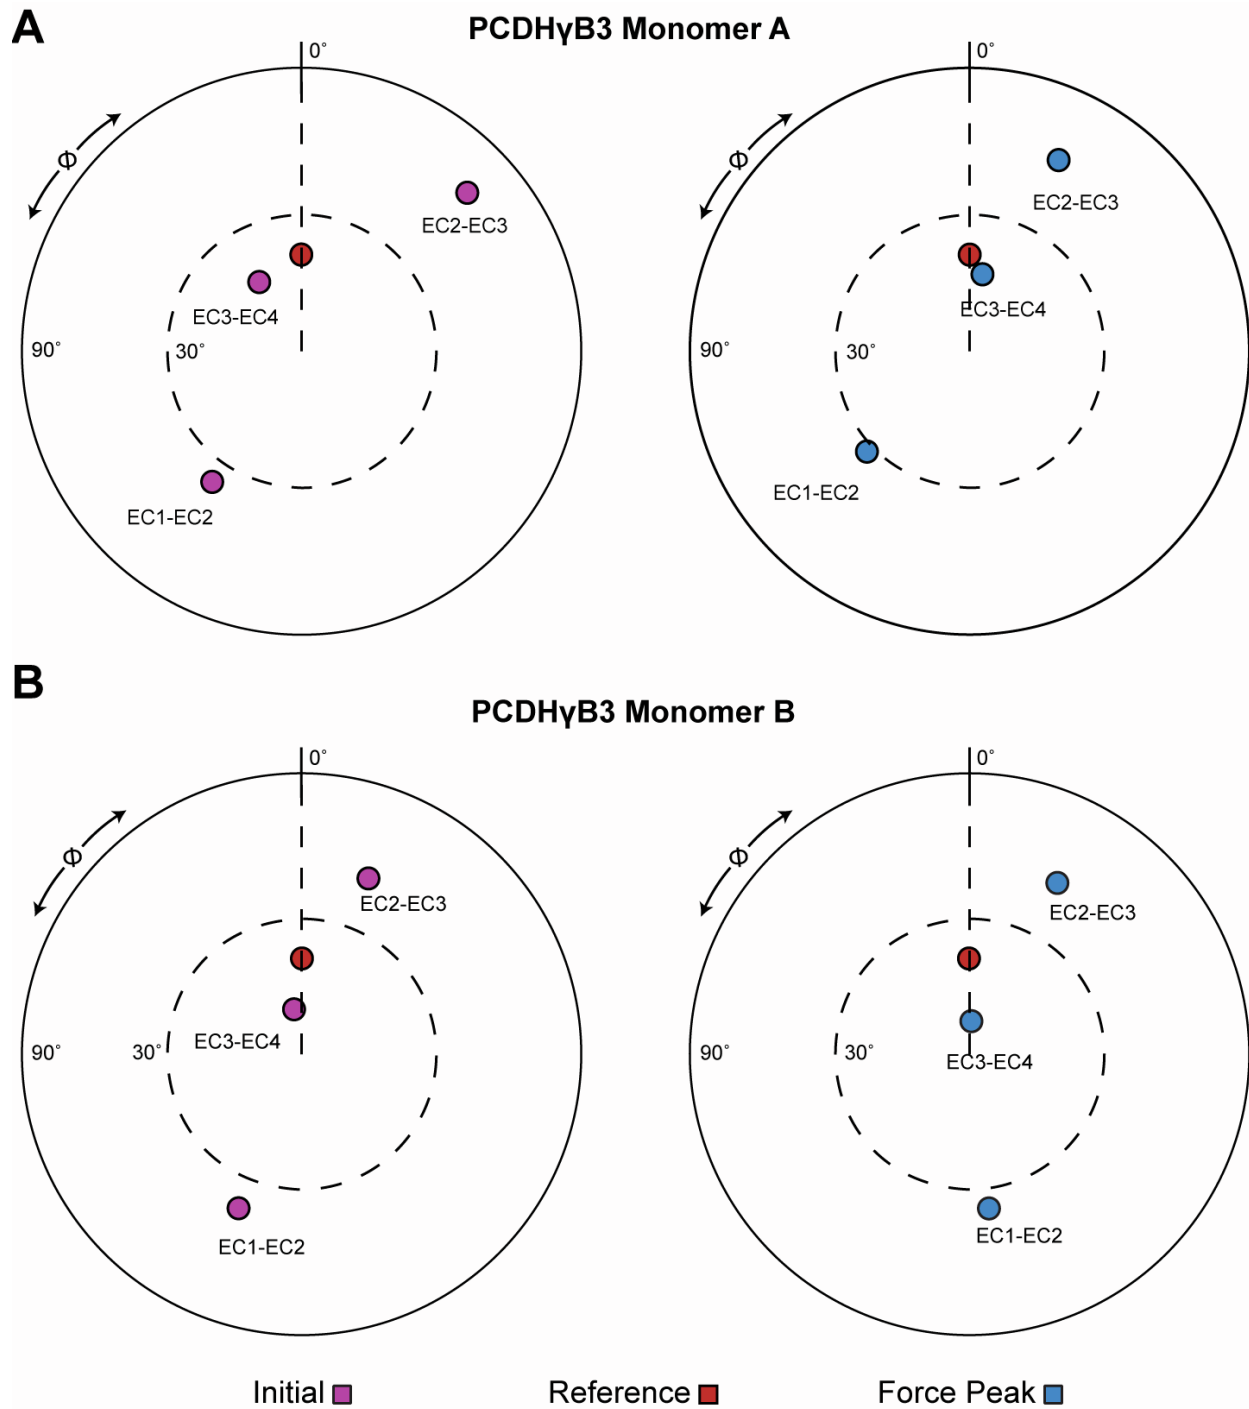 A
PCDHγB3 Monomer A
0°
0°
Φ
Φ
EC2-EC3
EC2-EC3
EC3-EC4
EC3-EC4
90°
30°
90°
30°
EC1-EC2
EC1-EC2
B
PCDHγB3 Monomer B
0°
0°
Φ
Φ
EC2-EC3
EC2-EC3
EC3-EC4
EC3-EC4
90°
30°
90°
30°
EC1-EC2
EC1-EC2
Initial
Reference
Force Peak